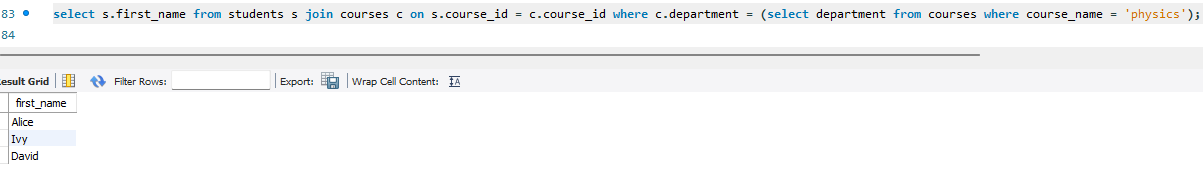 83 select s.first_name from students s join courses c on s.course_id = c.course_id where c.department = (select department from courses where course_name = 'physics');
84
esult Grid Filter Rows: Export: Wrap Cell Content: IA
first_name
Alice
Ivy
David